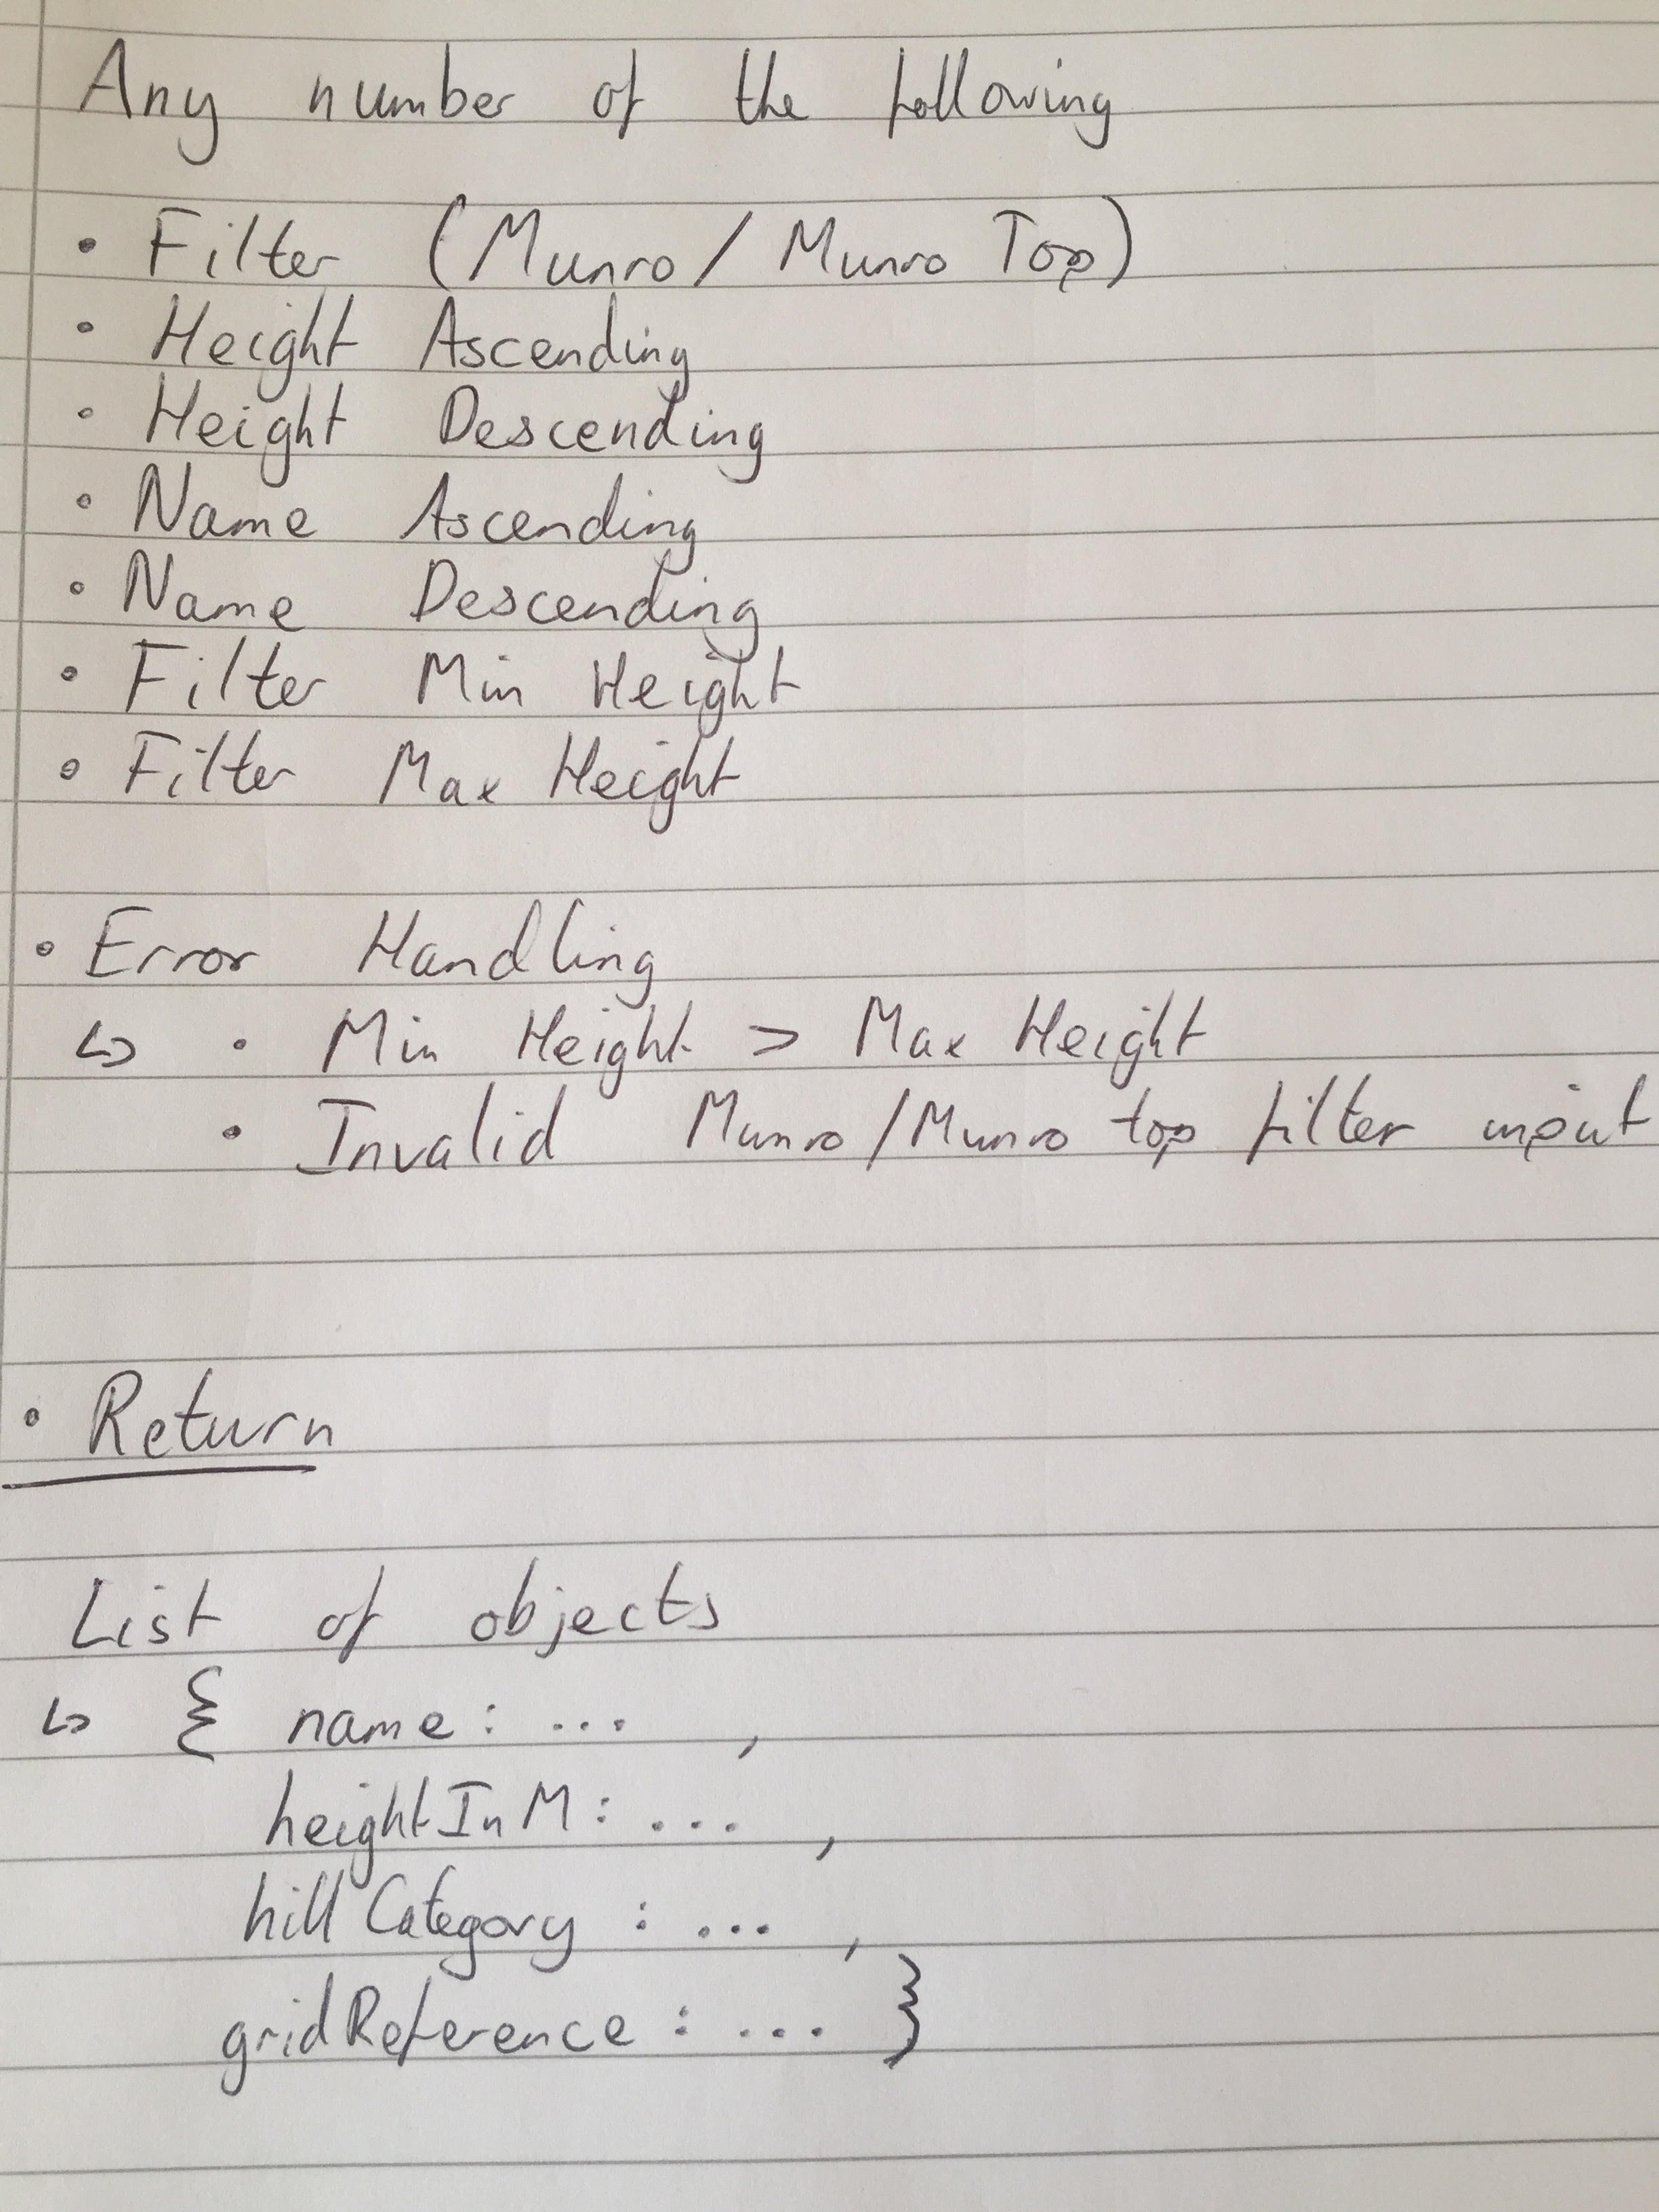 Any number of the following
• Filter (Munro / Munro Top)
• Height Ascending
• Height Descending
• Name Ascending
• Name Descending
• Filter Min Height
• Filter Max Height
• Error Handling
↳ • Min Height > Max Height
• Invalid Munro / Munro top filter input
• Return
List of objects
↳ { name : ... ,
heightInM : ... ,
hillCategory : ... ,
gridReference : ... }